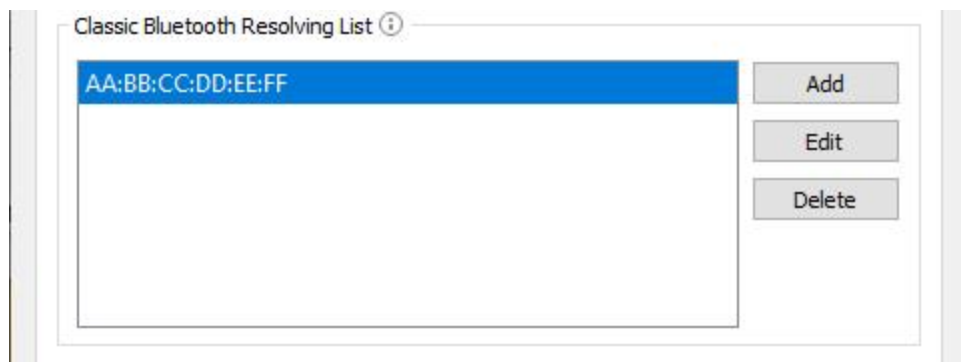 Classic Bluetooth Resolving List
AA:BB:CC:DD:EE:FF
Add
Edit
Delete